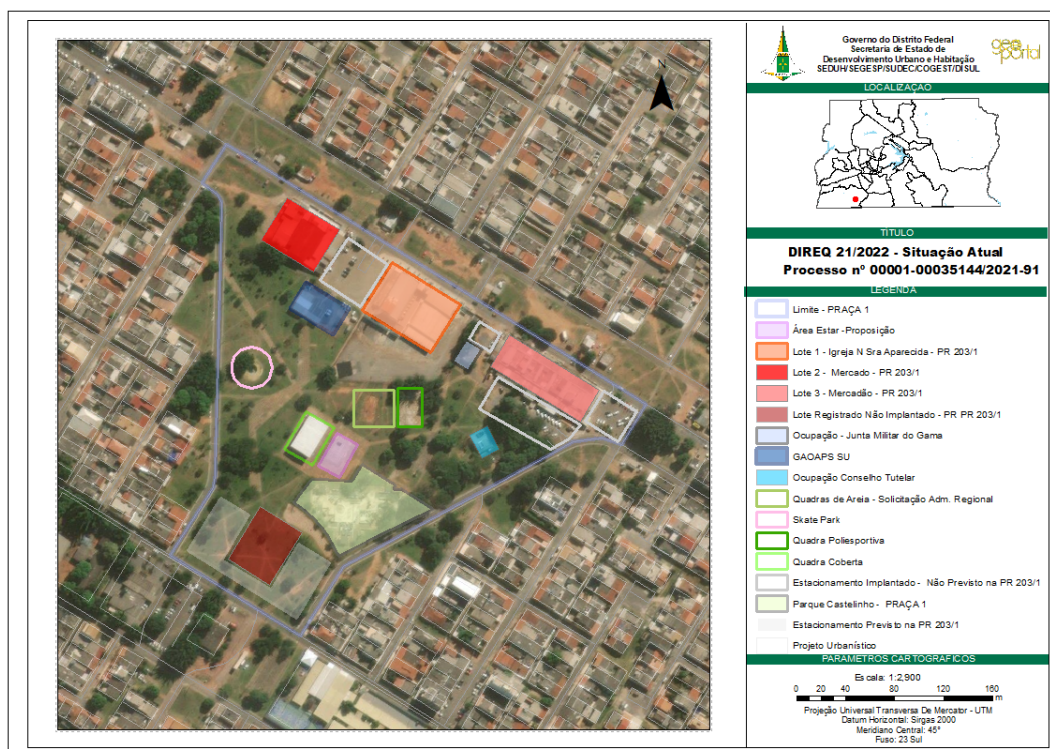 Governo do Distrito Federal
Secretaria de Estado de
Desenvolvimento Urbano e Habitação
SEDUH/SEGESP/SUDEC/COGEST/DISUL
geo
portal
LOCALIZAÇÃO
TÍTULO
DIREQ 21/2022 - Situação Atual
Processo nº 00001-00035144/2021-91
LEGENDA
Limite - PRAÇA 1
Área Estar -Proposição
Lote 1 - Igreja N Sra Aparecida - PR 203/1
Lote 2 - Mercado - PR 203/1
Lote 3 - Mercadão - PR 203/1
Lote Registrado Não Implantado - PR PR 203/1
Ocupação - Junta Militar do Gama
GAOAPS SU
Ocupação Conselho Tutelar
Quadras de Areia - Solicitação Adm. Regional
Skate Park
Quadra Poliesportiva
Quadra Coberta
Estacionamento Implantado - Não Previsto na PR 203/1
Parque Castelinho - PRAÇA 1
Estacionamento Previsto na PR 203/1
Projeto Urbanístico
PARÂMETROS CARTOGRÁFICOS
Escala: 1:2,900
0 20 40 80 120 160
m
Projeção Universal Transversa De Mercator - UTM
Datum Horizontal: Sirgas 2000
Meridiano Central: 45º
Fuso: 23 Sul